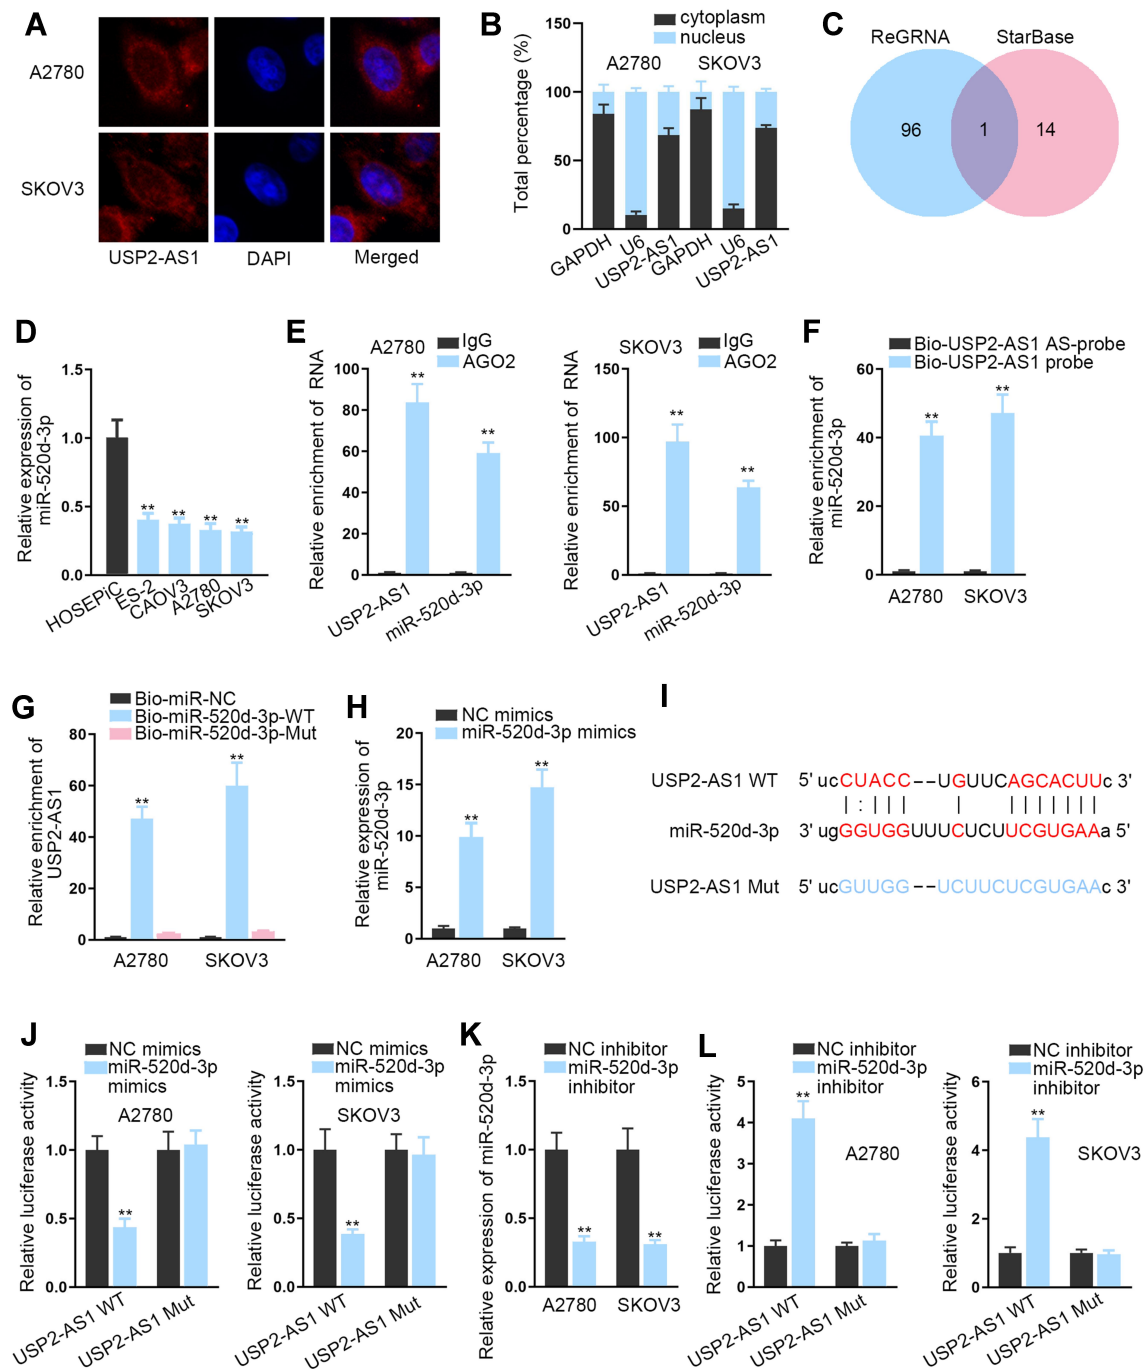 A
A2780
SKOV3
USP2-AS1
DAPI
Merged
B
cytoplasm
nucleus
A2780
SKOV3
Total percentage (%)
150
100
50
0
GAPDH
U6
USP2-AS1
GAPDH
U6
USP2-AS1
C
ReGRNA
StarBase
96
1
14
D
Relative expression of
miR-520d-3p
1.5
1.0
0.5
0.0
**
**
**
**
HOSEPiC
ES-2
CAOV3
A2780
SKOV3
E
A2780
IgG
AGO2
Relative enrichment of RNA
100
80
60
40
20
0
**
**
USP2-AS1
miR-520d-3p
SKOV3
IgG
AGO2
Relative enrichment of RNA
150
100
50
0
**
**
USP2-AS1
miR-520d-3p
F
Bio-USP2-AS1 AS-probe
Bio-USP2-AS1 probe
Relative enrichment of
miR-520d-3p
60
40
20
0
**
**
A2780
SKOV3
G
Bio-miR-NC
Bio-miR-520d-3p-WT
Bio-miR-520d-3p-Mut
Relative enrichment of
USP2-AS1
80
60
40
20
0
**
**
A2780
SKOV3
H
NC mimics
miR-520d-3p mimics
Relative expression of
miR-520d-3p
20
15
10
5
0
**
**
A2780
SKOV3
I
USP2-AS1 WT 5' ucCUACC--UGUUCAGCACUUc 3'
| : | | | | | | | | | | |
miR-520d-3p 3' ugGGUGGUUUCUCUUCGUGAAa 5'
USP2-AS1 Mut 5' ucGUUGG--UCUUCUCGUGAAc 3'
J
NC mimics
miR-520d-3p
mimics
A2780
Relative luciferase activity
1.5
1.0
0.5
0.0
**
USP2-AS1 WT
USP2-AS1 Mut
NC mimics
miR-520d-3p
mimics
SKOV3
Relative luciferase activity
1.5
1.0
0.5
0.0
**
USP2-AS1 WT
USP2-AS1 Mut
K
NC inhibitor
miR-520d-3p
inhibitor
Relative expression of miR-520d-3p
1.5
1.0
0.5
0.0
**
**
A2780
SKOV3
L
NC inhibitor
miR-520d-3p
inhibitor
A2780
Relative luciferase activity
5
4
3
2
1
0
**
USP2-AS1 WT
USP2-AS1 Mut
NC inhibitor
miR-520d-3p
inhibitor
SKOV3
Relative luciferase activity
6
4
2
0
**
USP2-AS1 WT
USP2-AS1 Mut